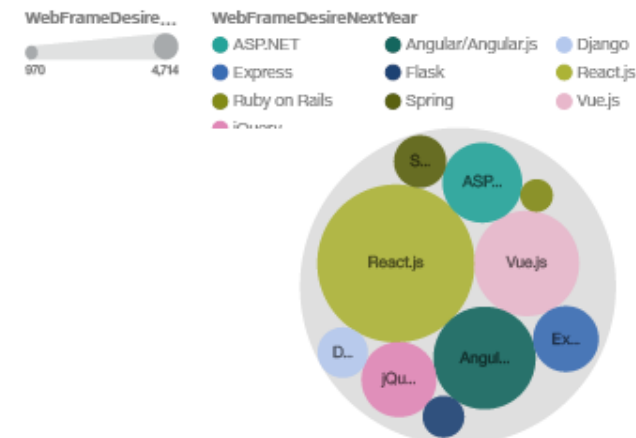 WebFrameDesire...
970 4,714
WebFrameDesireNextYear
ASP.NET Angular/Angular.js Django
Express Flask React.js
Ruby on Rails Spring Vue.js
jQuery
S...
ASP...
React.js Vue.js
Ex...
D...
Angul...
jQu...